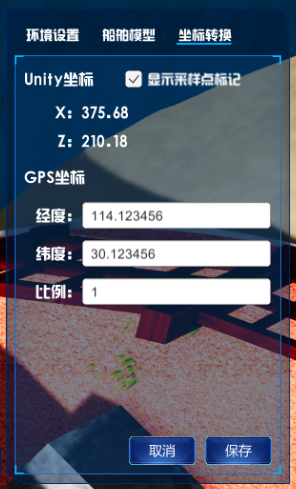 环境设置 船舶模型 坐标转换
Unity坐标 显示采样点标记
X: 375.68
Z: 210.18
GPS坐标
经度: 114.123456
纬度: 30.123456
比例: 1
取消 保存